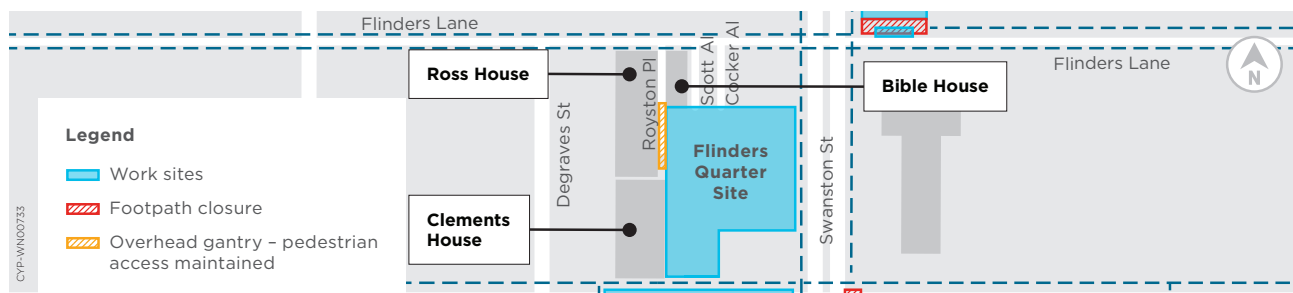 Flinders Lane
Ross House
Royston Pl
Scott Al
Cocker Al
Bible House
Flinders Lane
N
Legend
Work sites
Footpath closure
Overhead gantry – pedestrian
access maintained
CYP-WN00733
Degraves St
Clements
House
Flinders
Quarter
Site
Swanston St